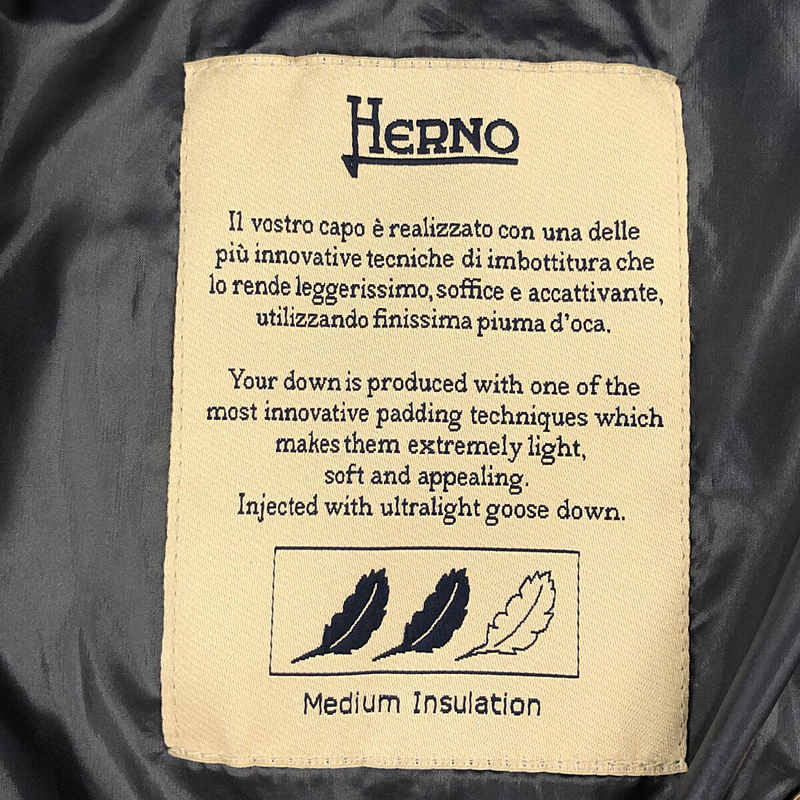 HERNO
Il vostro capo è realizzato con una delle
più innovative tecniche di imbottitura che
lo rende leggerissimo, soffice e accattivante,
utilizzando finissima piuma d'oca.
Your down is produced with one of the
most innovative padding techniques which
makes them extremely light,
soft and appealing.
Injected with ultralight goose down.
Medium Insulation